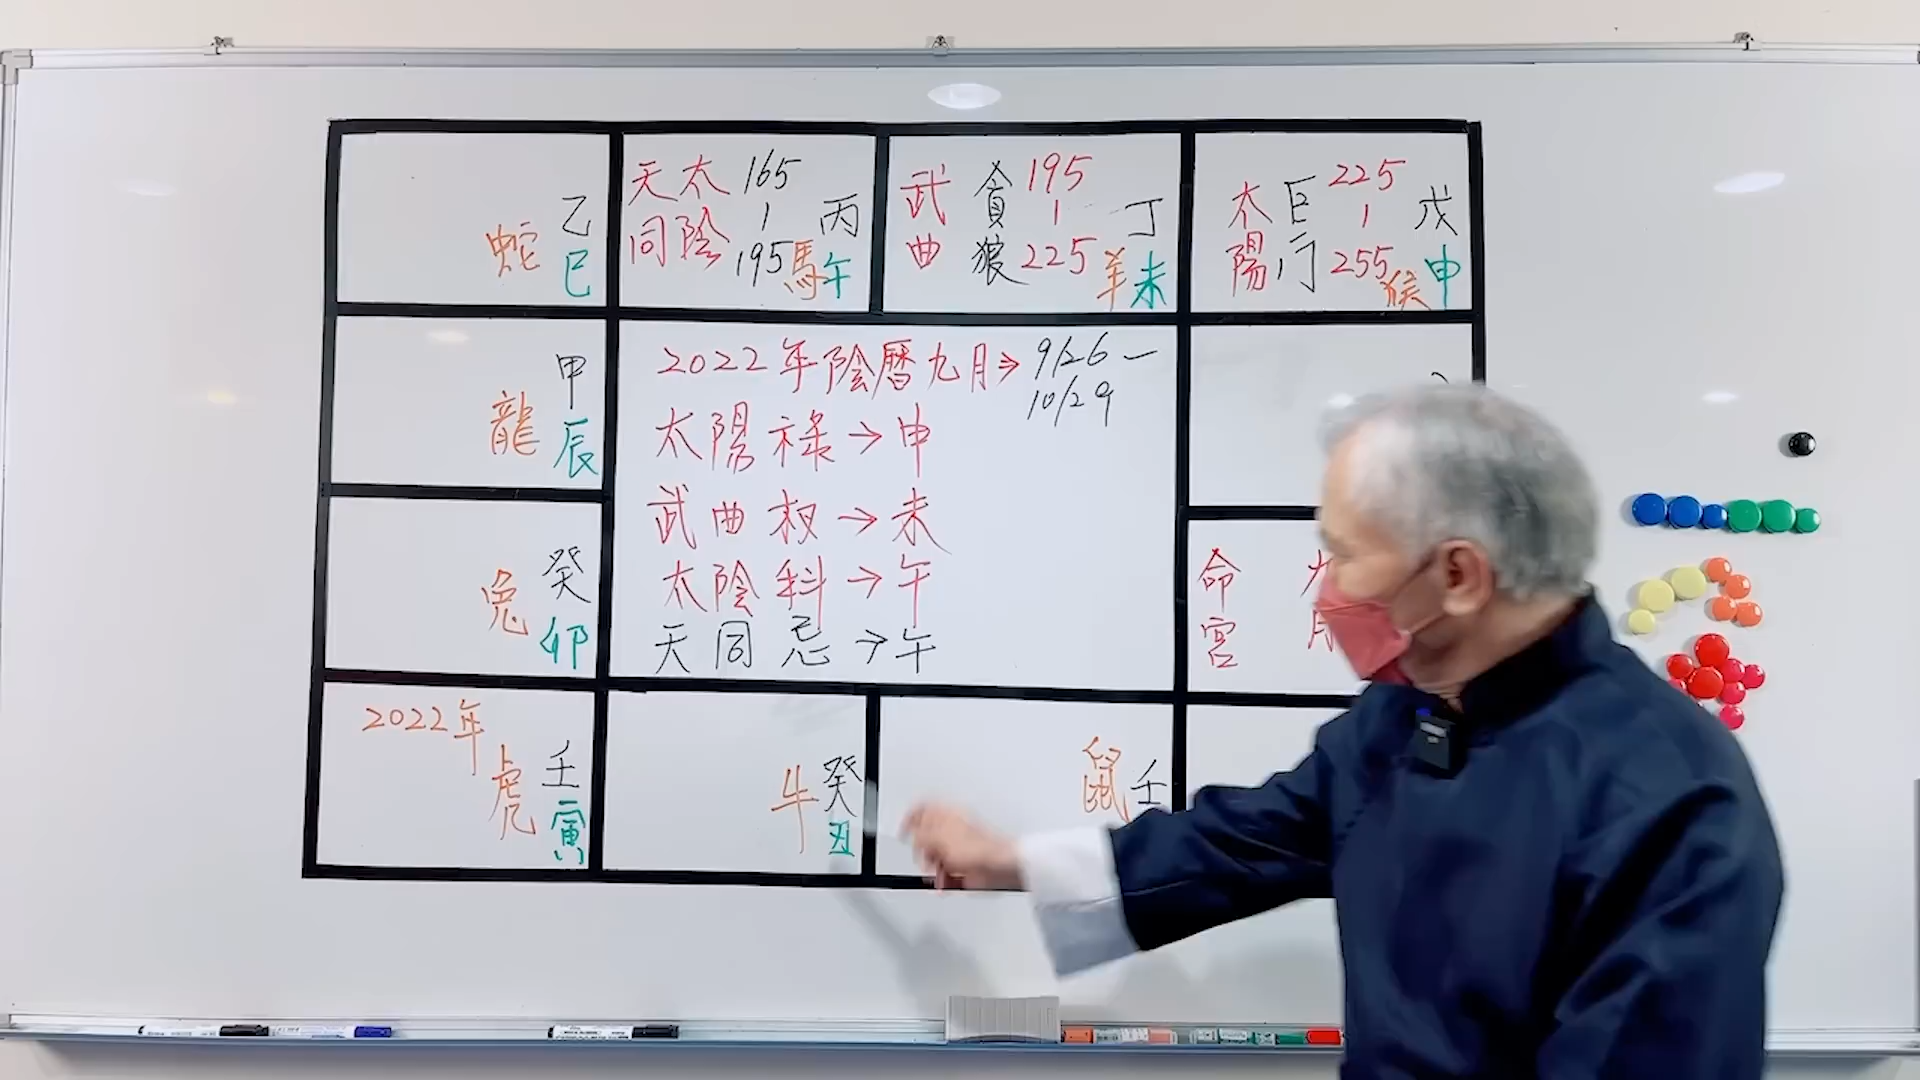 乙
蛇 巳
天太 165
同陰 195
丙
馬午
武 貪 195
曲 狼 225
丁
羊未
太巨 225
陽门 255
戊
猴申
甲
龍 辰
2022年陰曆九月→ 9/26—
10/29
太陽祿→申
武曲权→未
太陰科→午
天同忌→午
癸
兔 卯
命
宮
2022年
虎 壬
寅
牛 癸
丑
鼠 壬